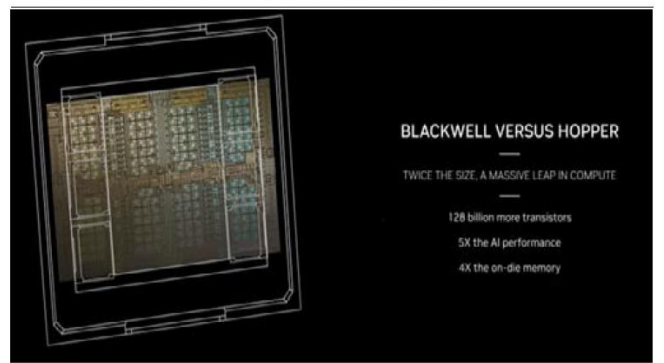 BLACKWELL VERSUS HOPPER
TWICE THE SIZE, A MASSIVE LEAP IN COMPUTE
128 billion more transistors
5X the AI performance
4X the on-die memory